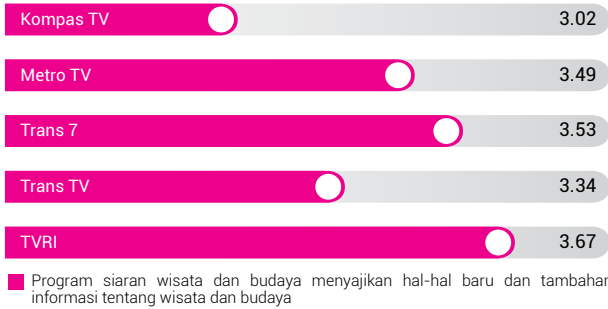 Kompas TV 3.02
Metro TV 3.49
Trans 7 3.53
Trans TV 3.34
TVRI 3.67
Program siaran wisata dan budaya menyajikan hal-hal baru dan tambahan
informasi tentang wisata dan budaya